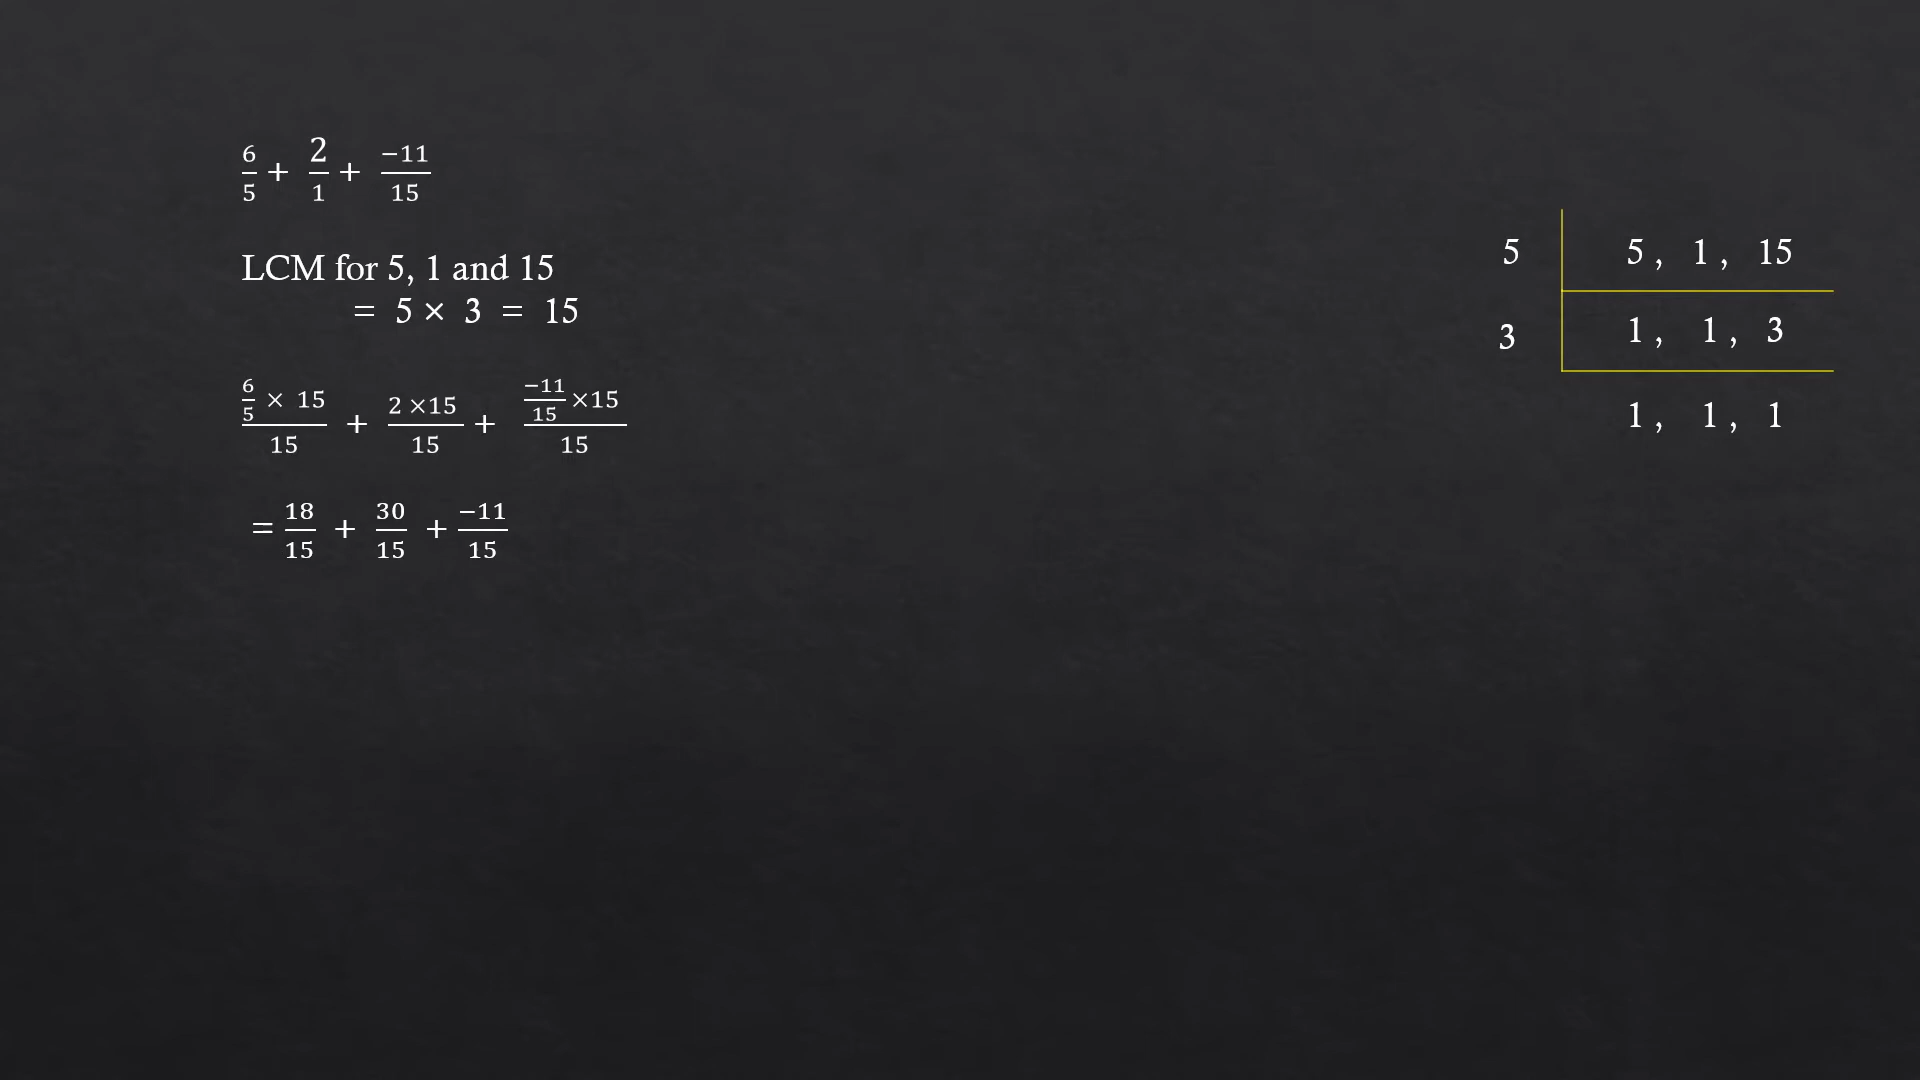 6/5 + 2/1 + −11/15
LCM for 5, 1 and 15
= 5 × 3 = 15
(6/5 × 15)/15 + (2 ×15)/15 + (−11/15 ×15)/15
= 18/15 + 30/15 + −11/15
5 5 , 1 , 15
3 1 , 1 , 3
1 , 1 , 1